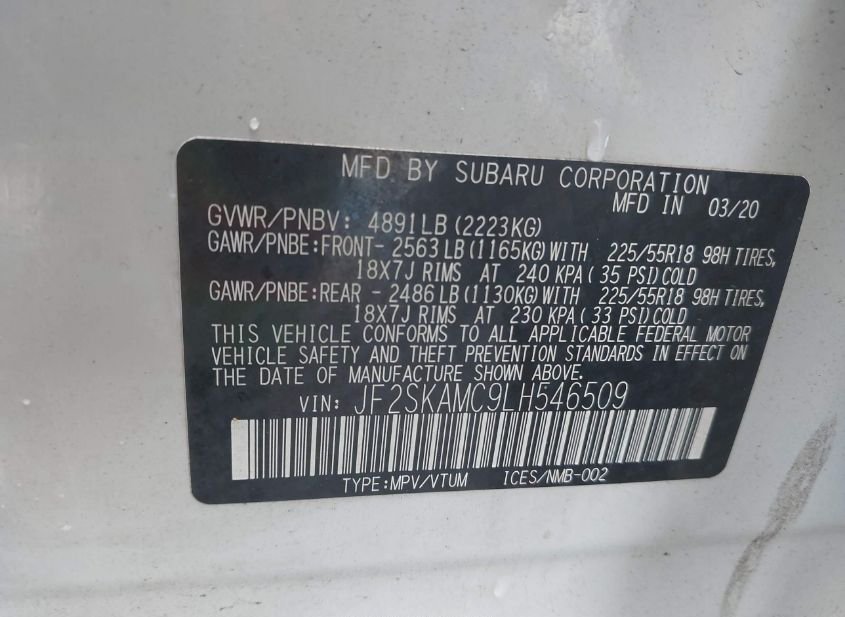 MFD BY SUBARU CORPORATION
MFD IN 03/20
GVWR/PNBV: 4891LB (2223KG)
GAWR/PNBE:FRONT- 2563 LB (1165KG) WITH 225/55R18 98H TIRES,
18X7J RIMS AT 240 KPA ( 35 PSI) COLD
GAWR/PNBE:REAR - 2486 LB (1130KG) WITH 225/55R18 98H TIRES,
18X7J RIMS AT 230 KPA ( 33 PSI) COLD
THIS VEHICLE CONFORMS TO ALL APPLICABLE FEDERAL MOTOR
VEHICLE SAFETY AND THEFT PREVENTION STANDARDS IN EFFECT ON
THE DATE OF MANUFACTURE SHOWN ABOVE.
VIN: JF2SKAMC9LH546509
TYPE:MPV/VTUM ICES/NMB-002